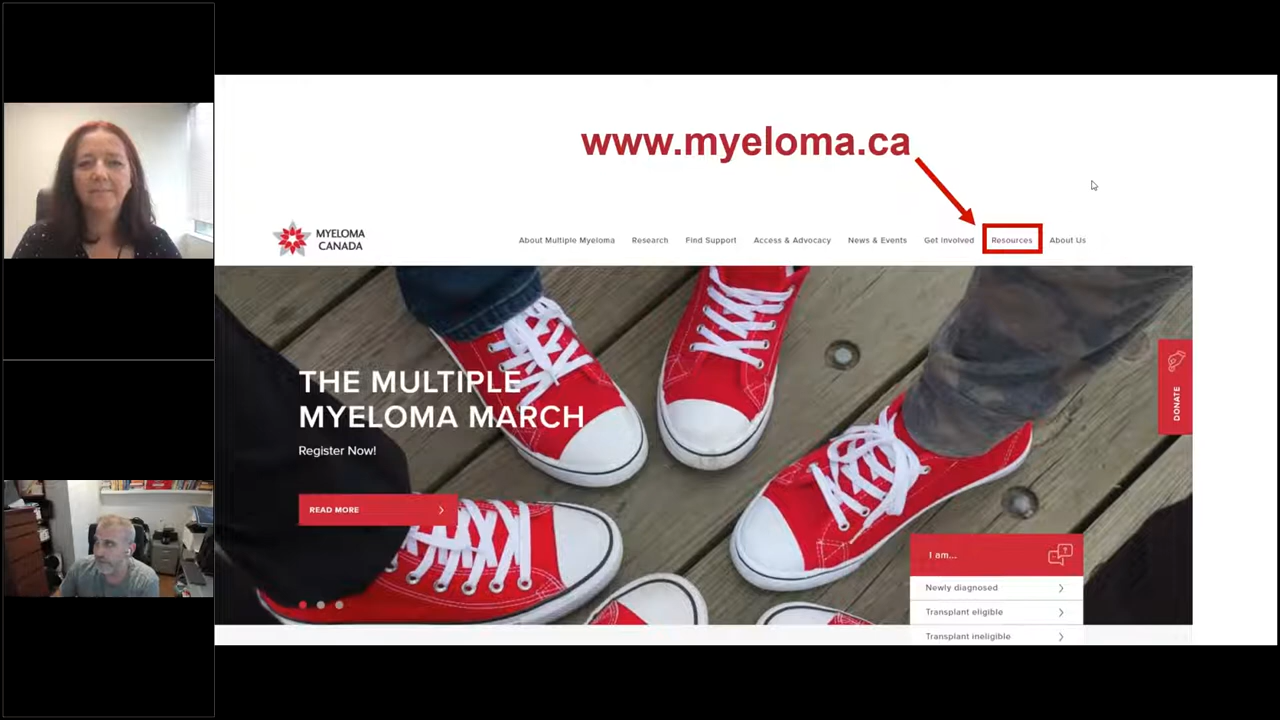 www.myeloma.ca
MYELOMA
CANADA
About Multiple Myeloma Research Find Support Access & Advocacy News & Events Get Involved Resources About Us
THE MULTIPLE
MYELOMA MARCH
Register Now!
READ MORE
DONATE
I am...
?
Newly diagnosed
Transplant eligible
Transplant ineligible